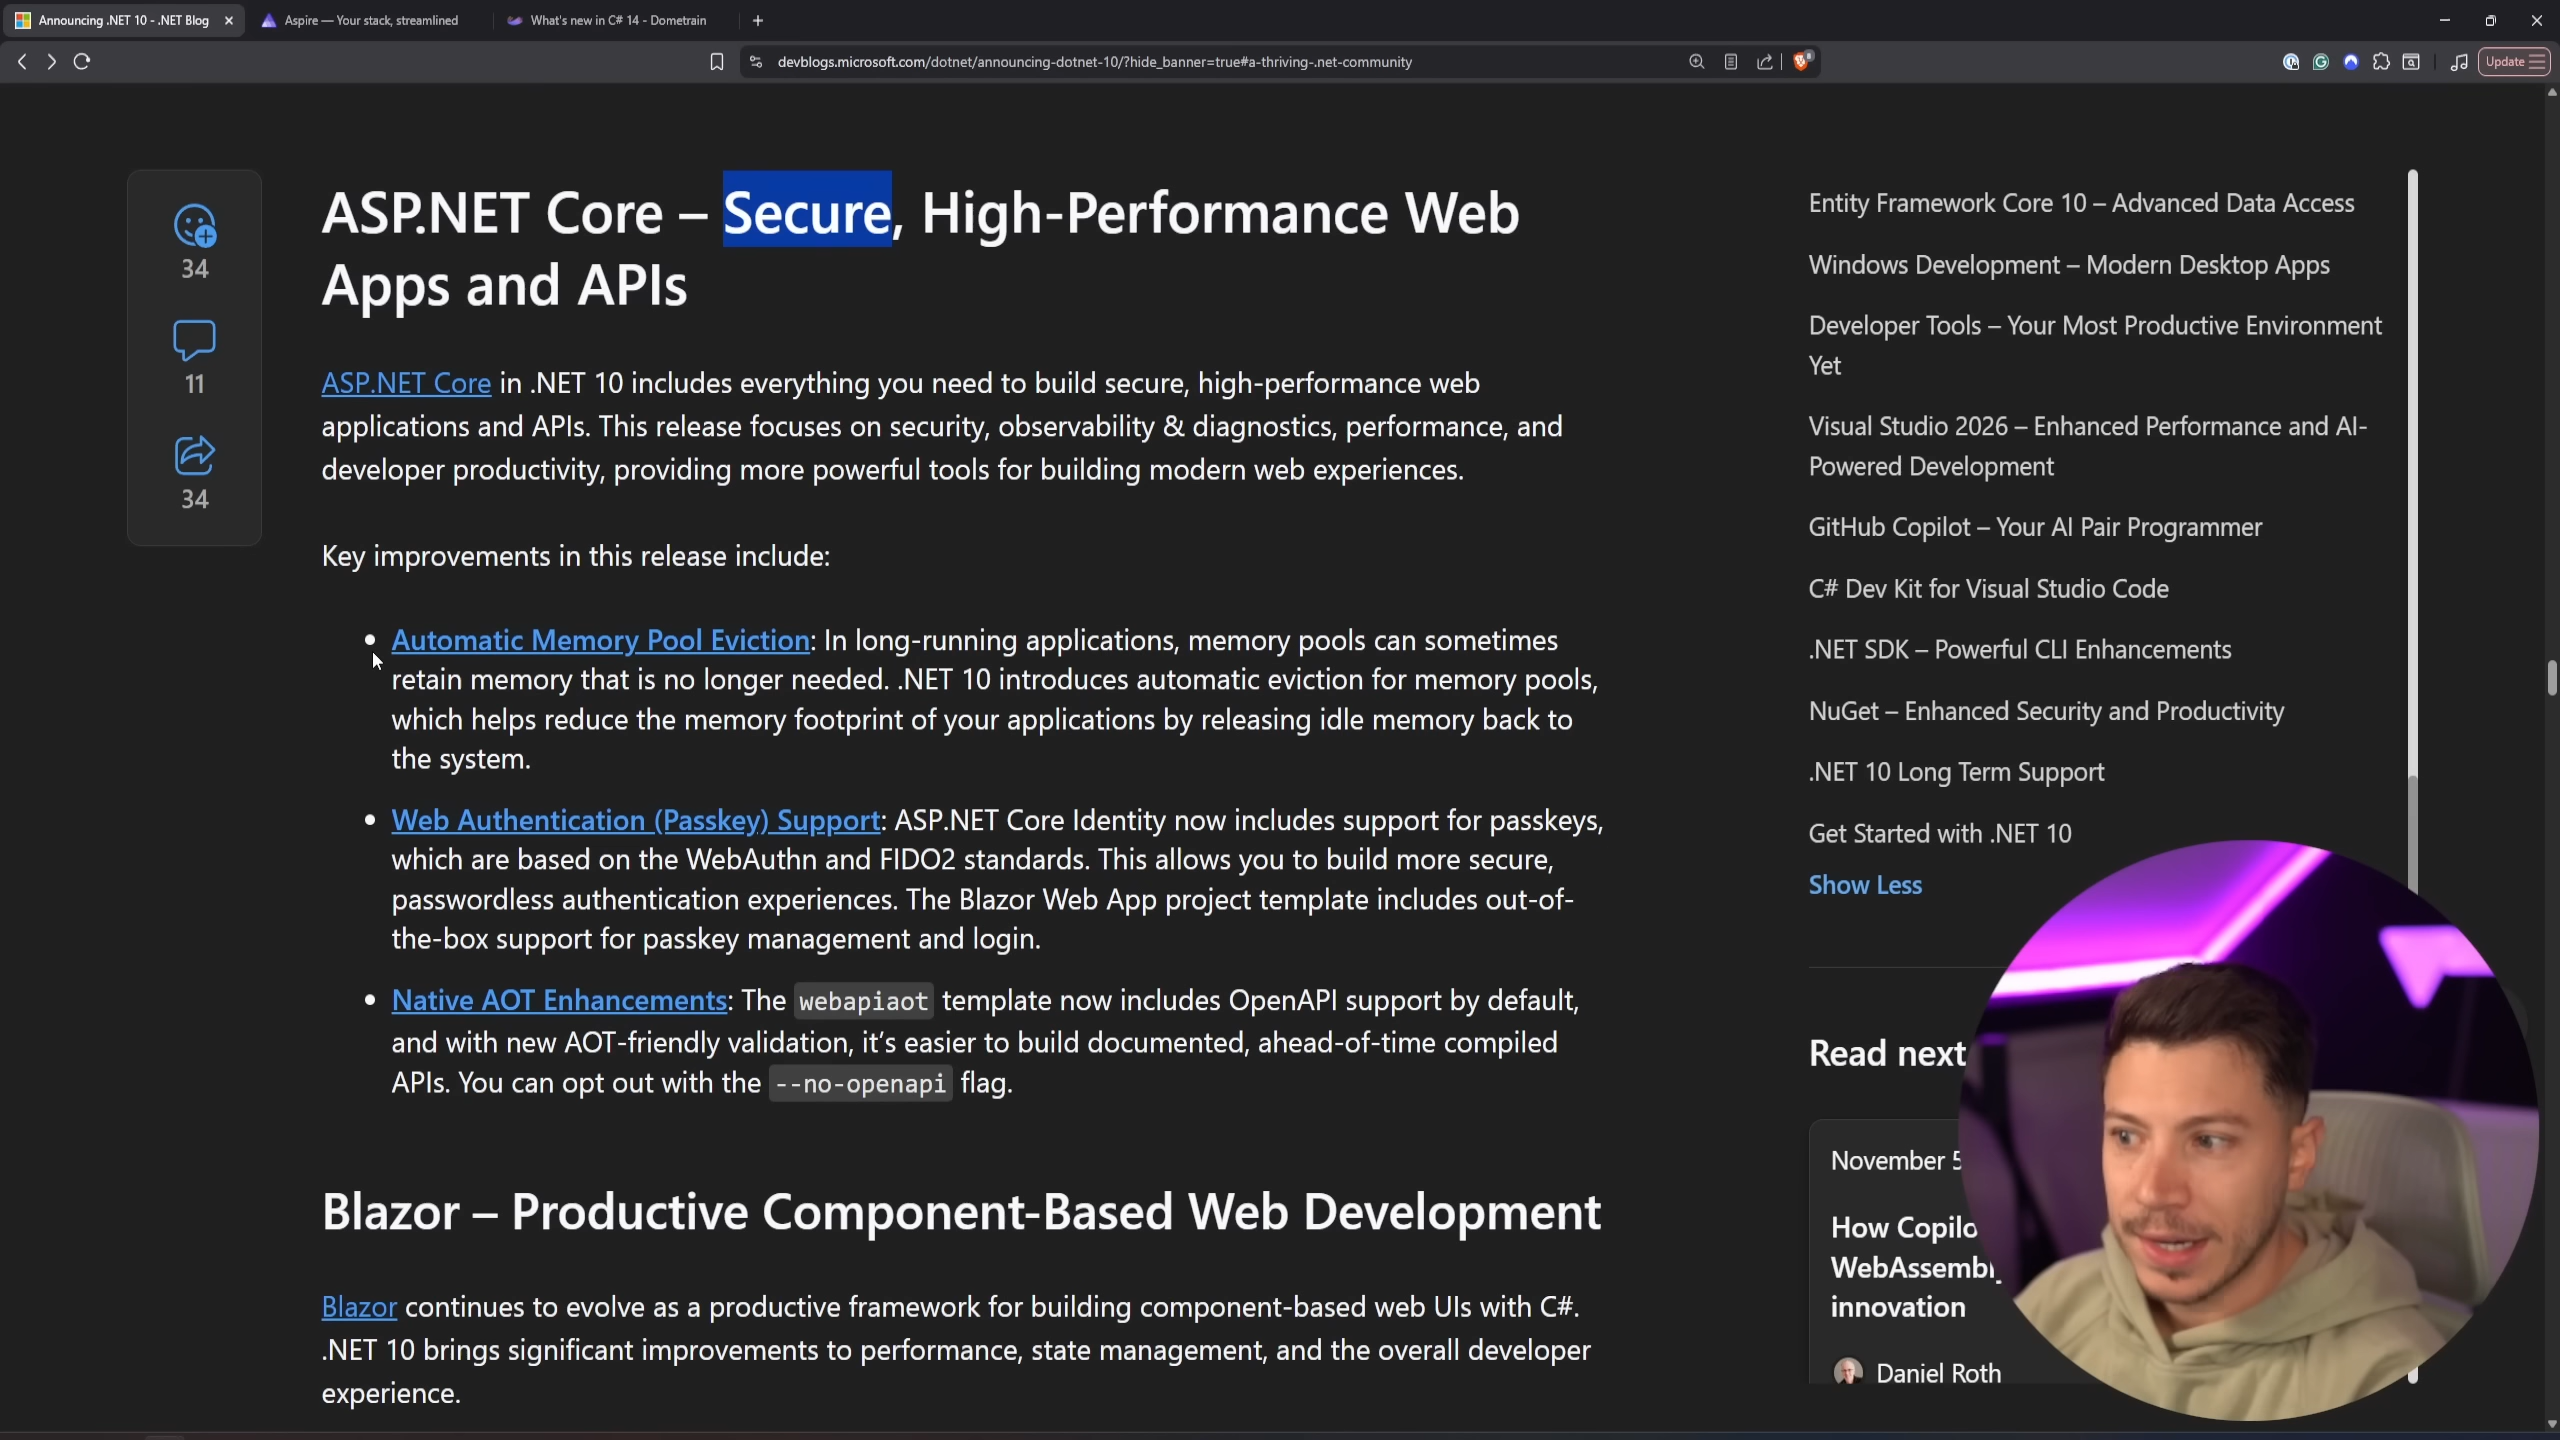 Announcing .NET 10 - .NET Blog
Aspire — Your stack, streamlined
What's new in C# 14 - Dometrain
devblogs.microsoft.com/dotnet/announcing-dotnet-10/?hide_banner=true#a-thriving-.net-community
Update
34
11
34
ASP.NET Core – Secure, High-Performance Web
Apps and APIs
ASP.NET Core in .NET 10 includes everything you need to build secure, high-performance web
applications and APIs. This release focuses on security, observability & diagnostics, performance, and
developer productivity, providing more powerful tools for building modern web experiences.
Key improvements in this release include:
Automatic Memory Pool Eviction: In long-running applications, memory pools can sometimes
retain memory that is no longer needed. .NET 10 introduces automatic eviction for memory pools,
which helps reduce the memory footprint of your applications by releasing idle memory back to
the system.
Web Authentication (Passkey) Support: ASP.NET Core Identity now includes support for passkeys,
which are based on the WebAuthn and FIDO2 standards. This allows you to build more secure,
passwordless authentication experiences. The Blazor Web App project template includes out-of-
the-box support for passkey management and login.
Native AOT Enhancements: The webapiaot template now includes OpenAPI support by default,
and with new AOT-friendly validation, it's easier to build documented, ahead-of-time compiled
APIs. You can opt out with the --no-openapi flag.
Blazor – Productive Component-Based Web Development
Blazor continues to evolve as a productive framework for building component-based web UIs with C#.
.NET 10 brings significant improvements to performance, state management, and the overall developer
experience.
Entity Framework Core 10 – Advanced Data Access
Windows Development – Modern Desktop Apps
Developer Tools – Your Most Productive Environment
Yet
Visual Studio 2026 – Enhanced Performance and AI-
Powered Development
GitHub Copilot – Your AI Pair Programmer
C# Dev Kit for Visual Studio Code
.NET SDK – Powerful CLI Enhancements
NuGet – Enhanced Security and Productivity
.NET 10 Long Term Support
Get Started with .NET 10
Show Less
Read next
November 5
How Copilo
WebAssembly
innovation
Daniel Roth